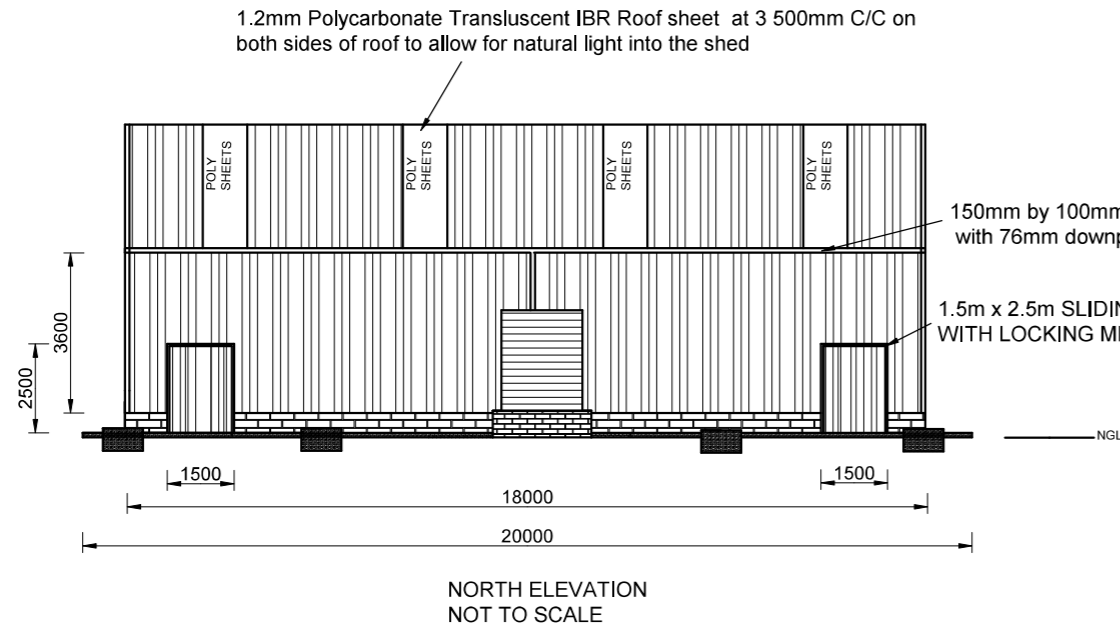 1.2mm Polycarbonate Transluscent IBR Roof sheet at 3 500mm C/C on
both sides of roof to allow for natural light into the shed
POLY
SHEETS
POLY
SHEETS
POLY
SHEETS
POLY
SHEETS
150mm by 100mm
with 76mm
1.5m x 2.5m
WITH LOCKING
3600
2500
NGL
1500
1500
18000
20000
NORTH ELEVATION
NOT TO SCALE